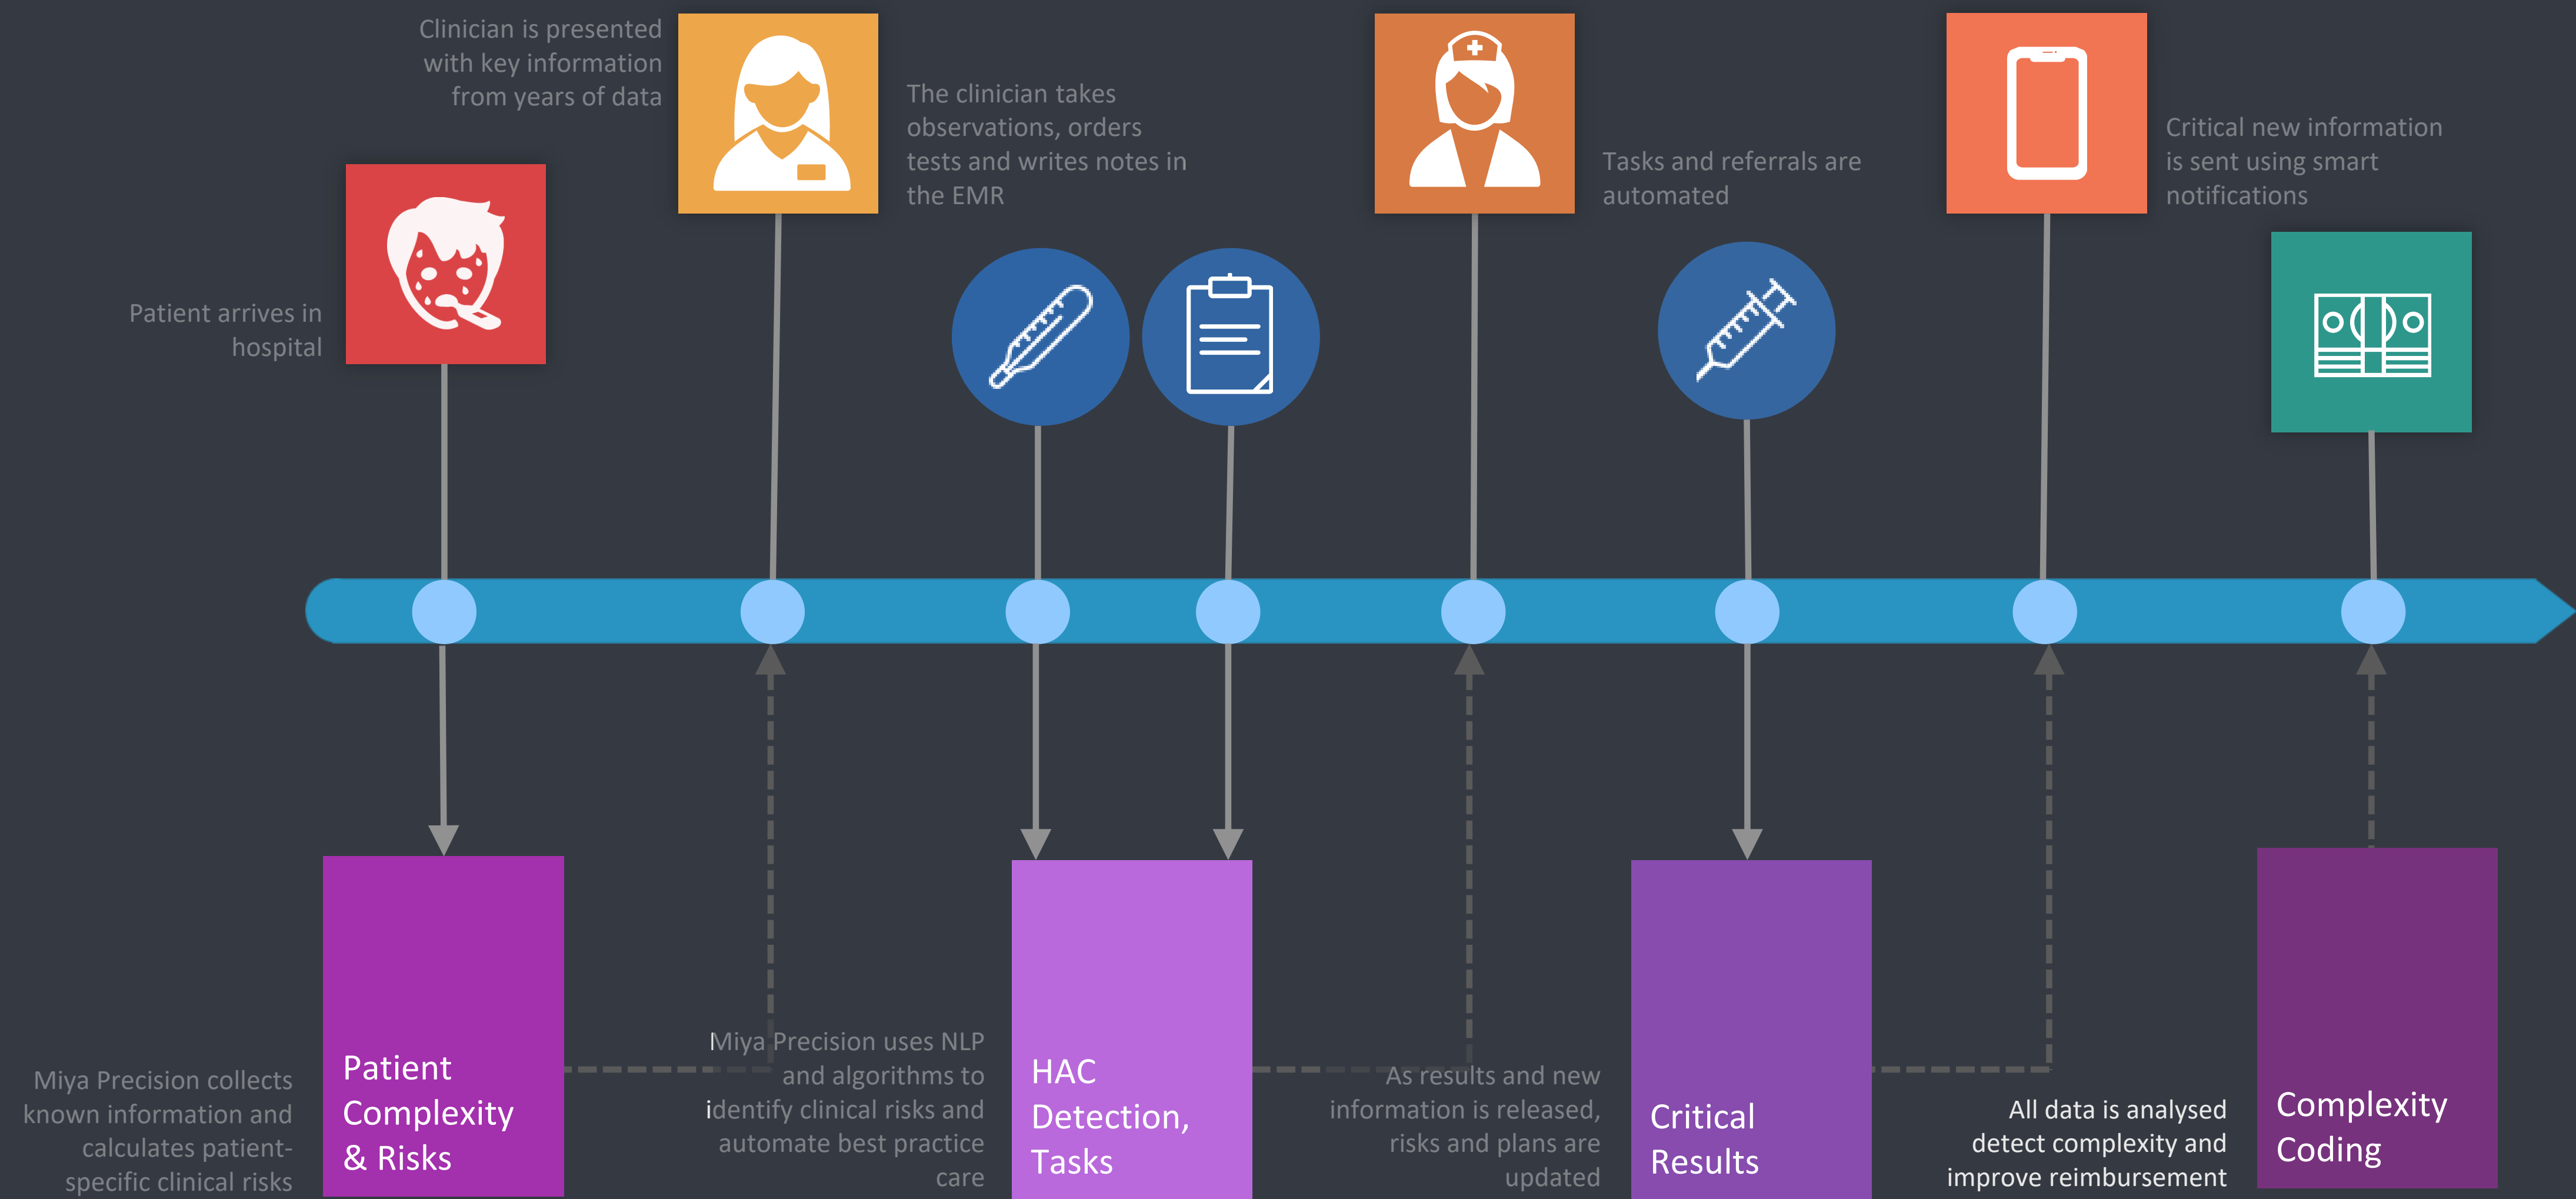 Clinician is presented
with key information
from years of data
The clinician takes
observations, orders
tests and writes notes in
the EMR
Tasks and referrals are
automated
Critical new information
is sent using smart
notifications
Patient arrives in
hospital
Miya Precision collects
known information and
calculates patient-
specific clinical risks
Patient
Complexity
& Risks
Miya Precision uses NLP
and algorithms to
identify clinical risks and
automate best practice
care
HAC
Detection,
Tasks
As results and new
information is released,
risks and plans are
updated
Critical
Results
All data is analysed
detect complexity and
improve reimbursement
Complexity
Coding